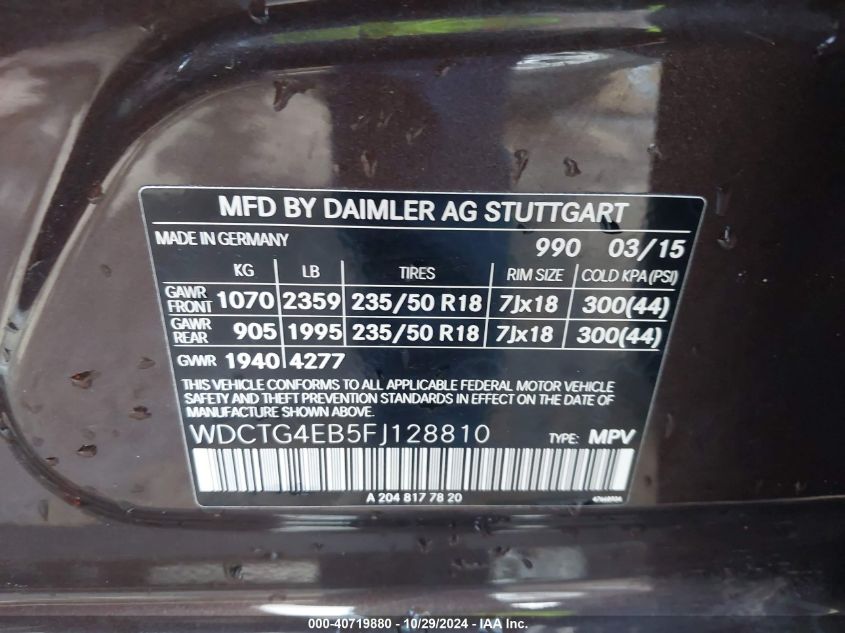 MFD BY DAIMLER AG STUTTGART
MADE IN GERMANY 990 03/15
KG LB TIRES RIM SIZE COLD KPA(PSI)
GAWR FRONT 1070 2359 235/50 R18 7Jx18 300(44)
GAWR REAR 905 1995 235/50 R18 7Jx18 300(44)
GVWR 1940 4277
THIS VEHICLE CONFORMS TO ALL APPLICABLE FEDERAL MOTOR VEHICLE
SAFETY AND THEFT PREVENTION STANDARDS IN EFFECT ON THE DATE OF
MANUFACTURE SHOWN ABOVE.
WDCTG4EB5FJ128810 TYPE: MPV
A 204 817 78 20
000-40719880 - 10/29/2024 - IAA Inc.